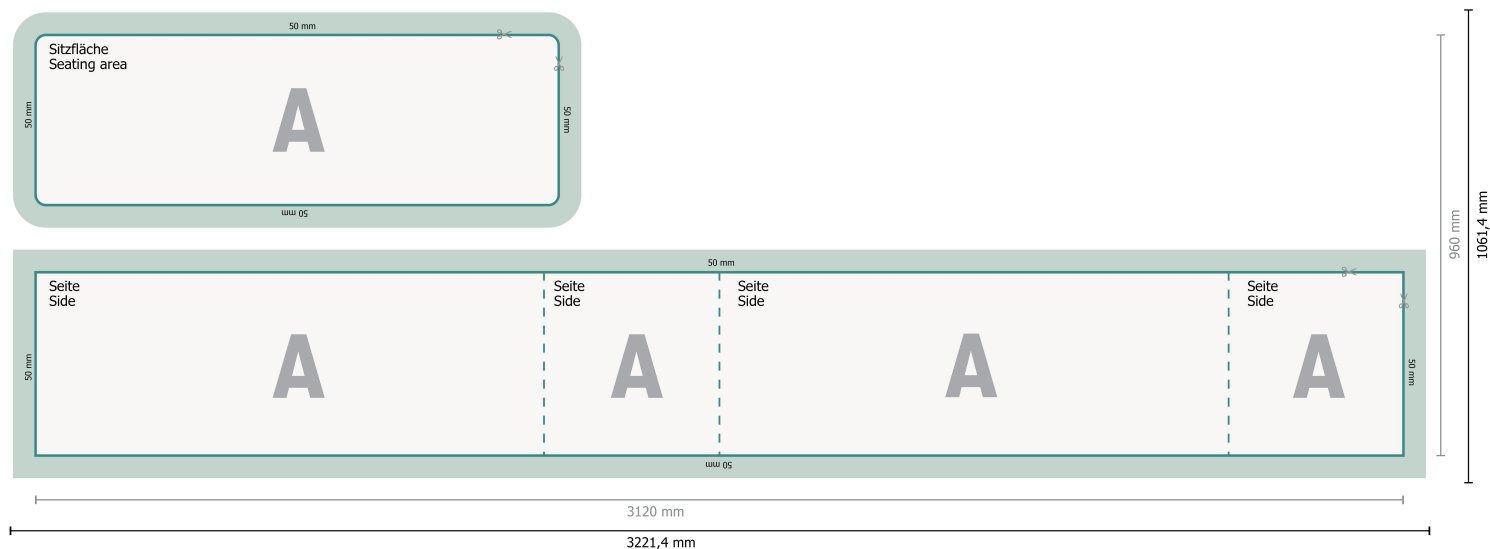 50 mm
Sitzfläche
Seating area
50 mm
A
50 mm
50 mm
50 mm
Seite
Side
Seite
Side
Seite
Side
Seite
Side
50 mm
A
A
A
A
50 mm
50 mm
960 mm
1061,4 mm
3120 mm
3221,4 mm